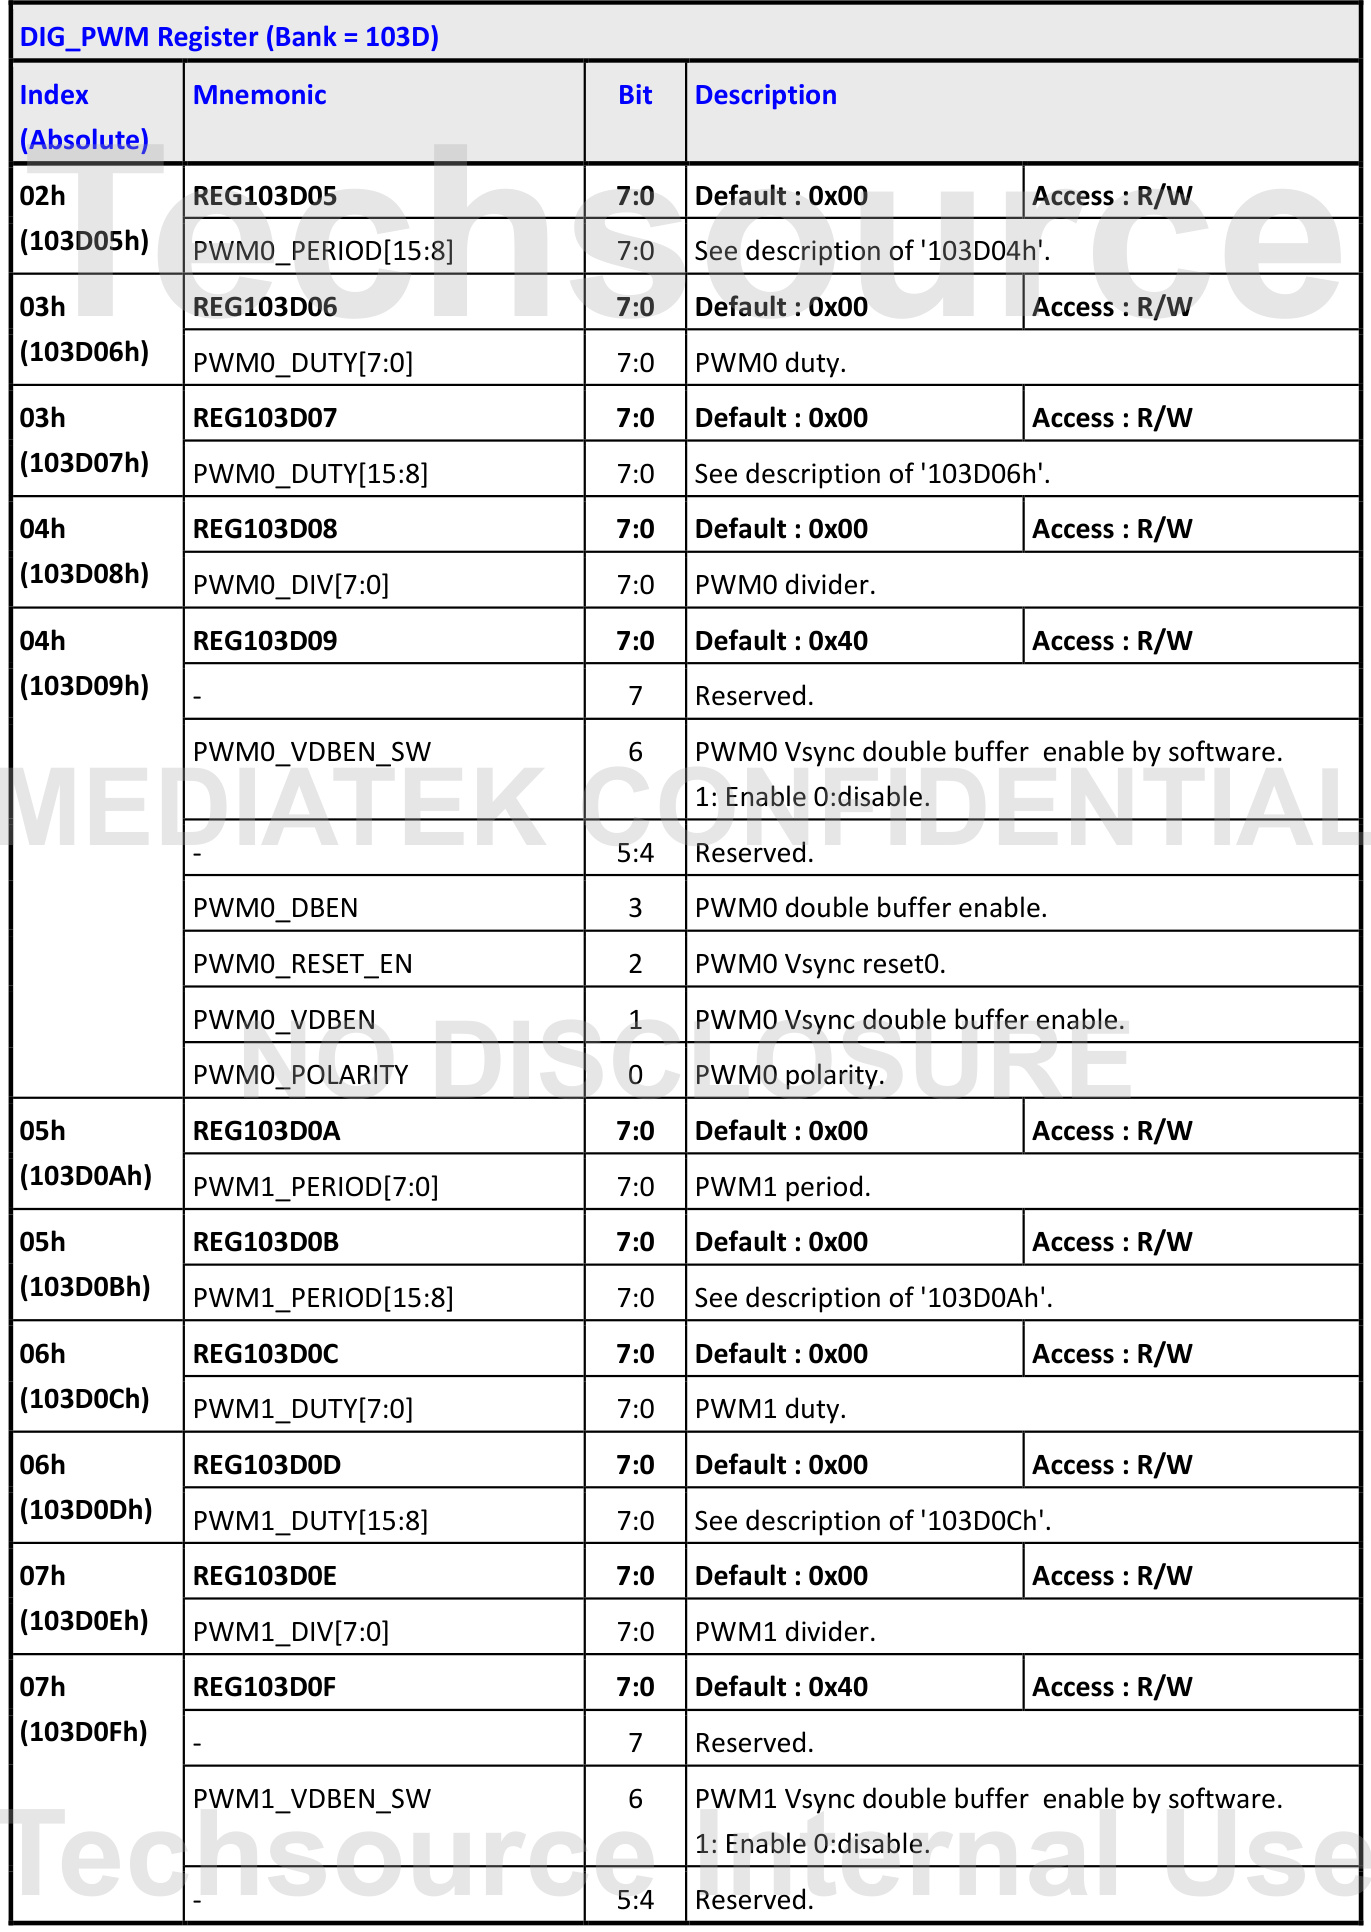 DIG_PWM Register (Bank = 103D)
Index
(Absolute)
Mnemonic
Bit
Description
02h
(103D05h)
REG103D05
7:0
Default : 0x00
Access : R/W
PWM0_PERIOD[15:8]
7:0
See description of '103D04h'.
03h
(103D06h)
REG103D06
7:0
Default : 0x00
Access : R/W
PWM0_DUTY[7:0]
7:0
PWM0 duty.
03h
(103D07h)
REG103D07
7:0
Default : 0x00
Access : R/W
PWM0_DUTY[15:8]
7:0
See description of '103D06h'.
04h
(103D08h)
REG103D08
7:0
Default : 0x00
Access : R/W
PWM0_DIV[7:0]
7:0
PWM0 divider.
04h
(103D09h)
REG103D09
7:0
Default : 0x40
Access : R/W
-
7
Reserved.
PWM0_VDBEN_SW
6
PWM0 Vsync double buffer  enable by software.
1: Enable 0:disable.
-
5:4
Reserved.
PWM0_DBEN
3
PWM0 double buffer enable.
PWM0_RESET_EN
2
PWM0 Vsync reset0.
PWM0_VDBEN
1
PWM0 Vsync double buffer enable.
PWM0_POLARITY
0
PWM0 polarity.
05h
(103D0Ah)
REG103D0A
7:0
Default : 0x00
Access : R/W
PWM1_PERIOD[7:0]
7:0
PWM1 period.
05h
(103D0Bh)
REG103D0B
7:0
Default : 0x00
Access : R/W
PWM1_PERIOD[15:8]
7:0
See description of '103D0Ah'.
06h
(103D0Ch)
REG103D0C
7:0
Default : 0x00
Access : R/W
PWM1_DUTY[7:0]
7:0
PWM1 duty.
06h
(103D0Dh)
REG103D0D
7:0
Default : 0x00
Access : R/W
PWM1_DUTY[15:8]
7:0
See description of '103D0Ch'.
07h
(103D0Eh)
REG103D0E
7:0
Default : 0x00
Access : R/W
PWM1_DIV[7:0]
7:0
PWM1 divider.
07h
(103D0Fh)
REG103D0F
7:0
Default : 0x40
Access : R/W
-
7
Reserved.
PWM1_VDBEN_SW
6
PWM1 Vsync double buffer  enable by software.
1: Enable 0:disable.
-
5:4
Reserved.
Techsource
MEDIATEK CONFIDENTIAL
NO DISCLOSURE
Techsource Internal Use